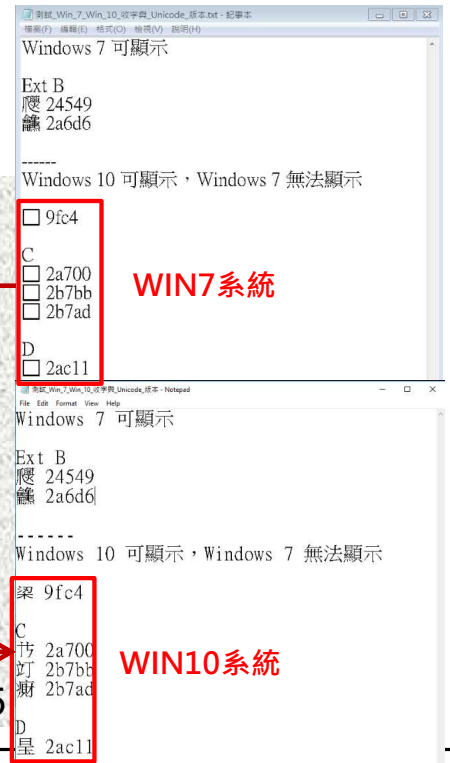 測試_Win_7_Win_10_收字與_Unicode_版本.txt - 記事本
檔案(F) 編輯(E) 格式(O) 檢視(V) 說明(H)
Windows 7 可顯示
Ext B
𤕉 24549
𪛖 2a6d6
------
Windows 10 可顯示，Windows 7 無法顯示
□ 9fc4
C
□ 2a700
□ 2b7bb
□ 2b7ad
D
□ 2ac11
WIN7系統
測試_Win_7_Win_10_收字與_Unicode_版本 - Notepad
File Edit Format View Help
Windows 7 可顯示
Ext B
𤕉 24549
𪛖 2a6d6
------
Windows 10 可顯示，Windows 7 無法顯示
鿄 9fc4
C
𪜀 2a700
2b7bb
2b7ad
D
2ac11
WIN10系統
5